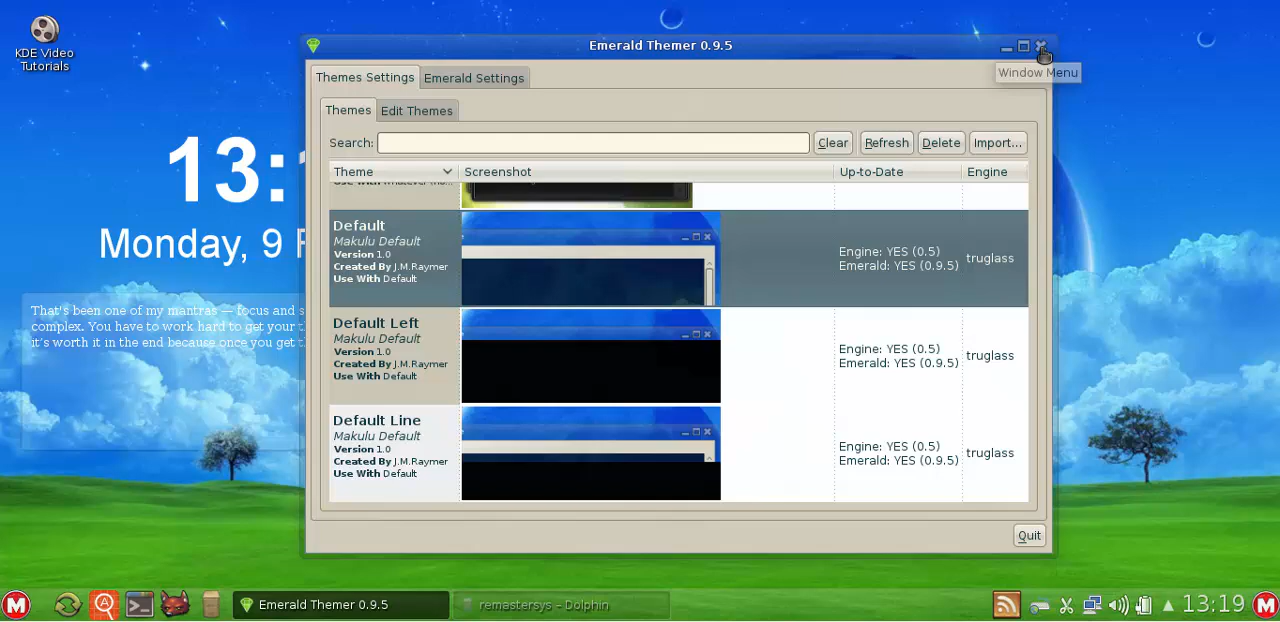 KDE Video
Tutorials
Emerald Themer 0.9.5
Window Menu
Themes Settings
Emerald Settings
Themes
Edit Themes
Search:
Clear
Refresh
Delete
Import...
Theme
Screenshot
Up-to-Date
Engine
Default
Makulu Default
Version 1.0
Created By J.M.Raymer
Use With Default
Engine: YES (0.5)
Emerald: YES (0.9.5)
truglass
Default Left
Makulu Default
Version 1.0
Created By J.M.Raymer
Use With Default
Engine: YES (0.5)
Emerald: YES (0.9.5)
truglass
Default Line
Makulu Default
Version 1.0
Created By J.M.Raymer
Use With Default
Engine: YES (0.5)
Emerald: YES (0.9.5)
truglass
Quit
13:
Monday, 9 F
That's been one of my mantras — focus and s
complex. You have to work hard to get your
it's worth it in the end because once you get
M
Emerald Themer 0.9.5
remastersys – Dolphin
13:19
M